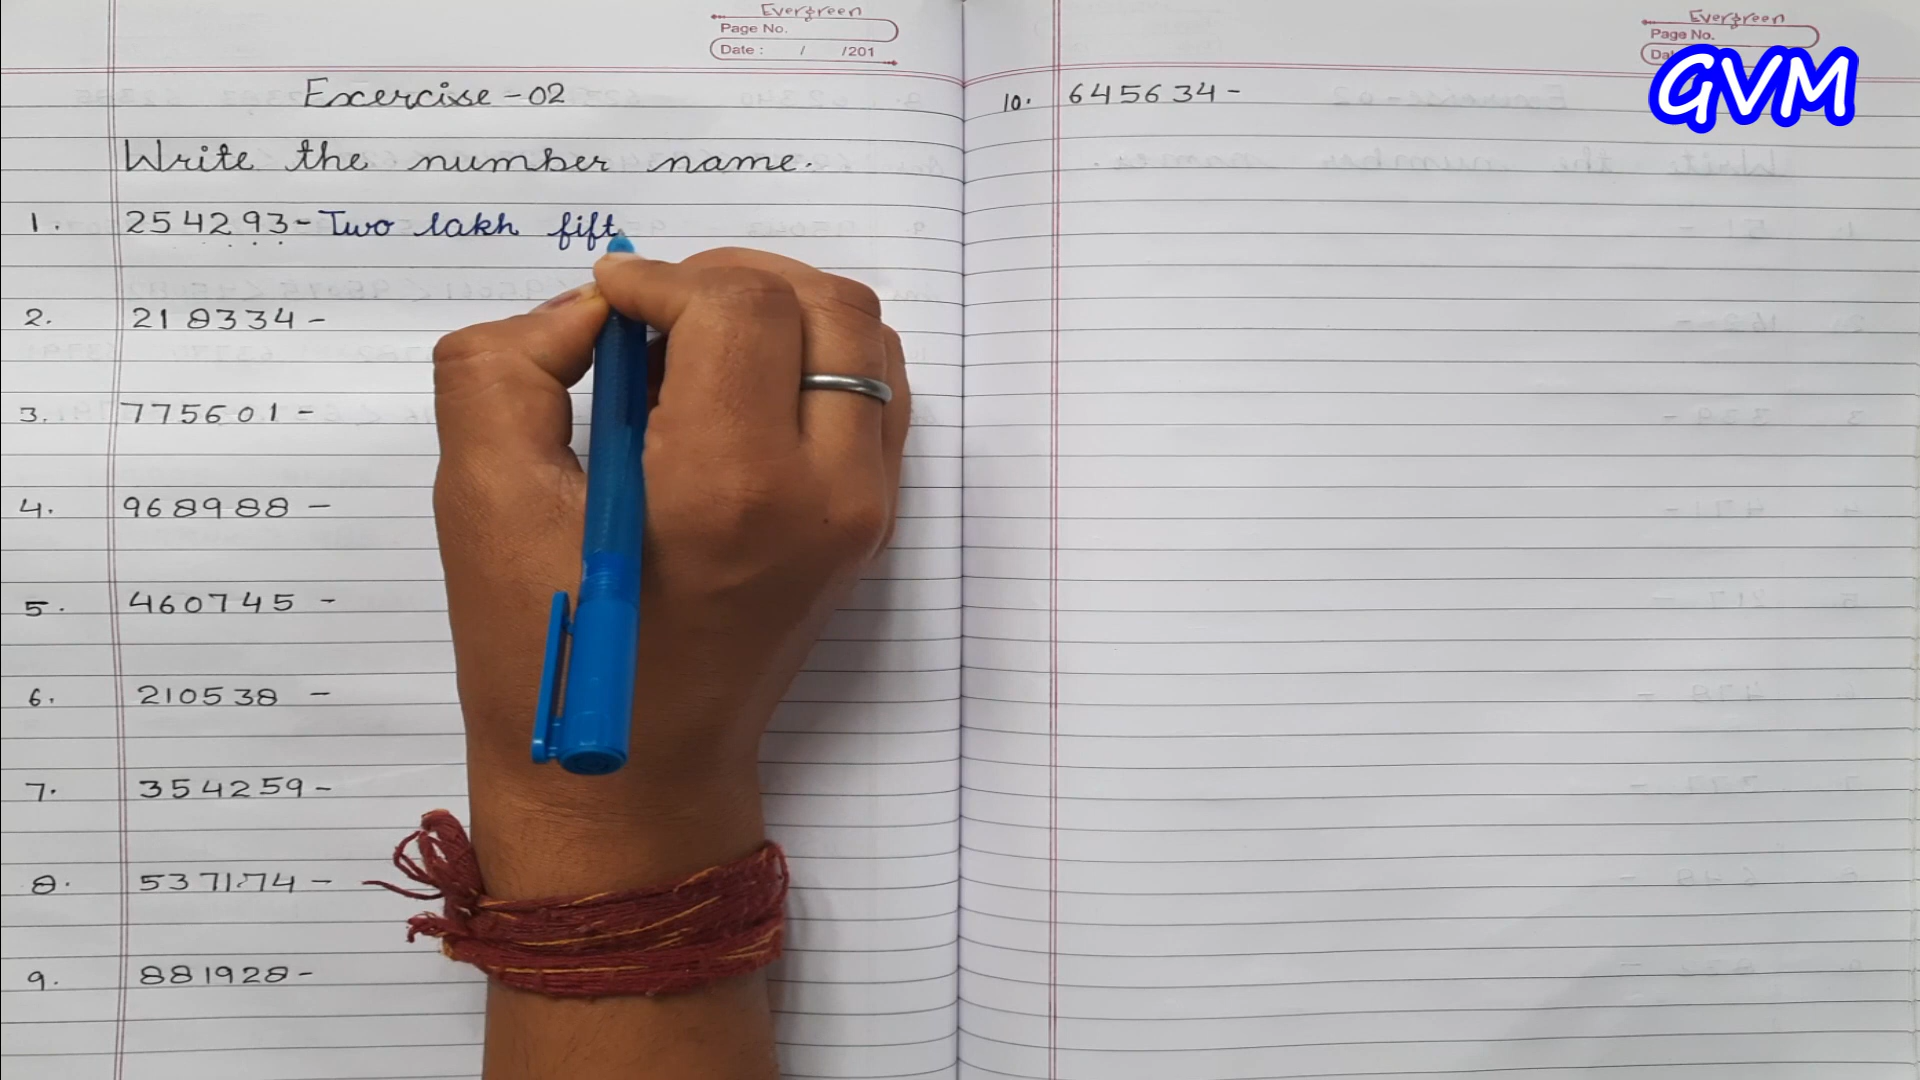 Evergreen
Page No.
Date : / /201
Excercise - 02
Write the number name.
1. 254293 - Two lakh fift
2. 218334 -
3. 775601 -
4. 968988 -
5. 460745 -
6. 210538 -
7. 354259 -
8. 537174 -
9. 881928 -
Evergreen
Page No.
GVM
10. 645634 -